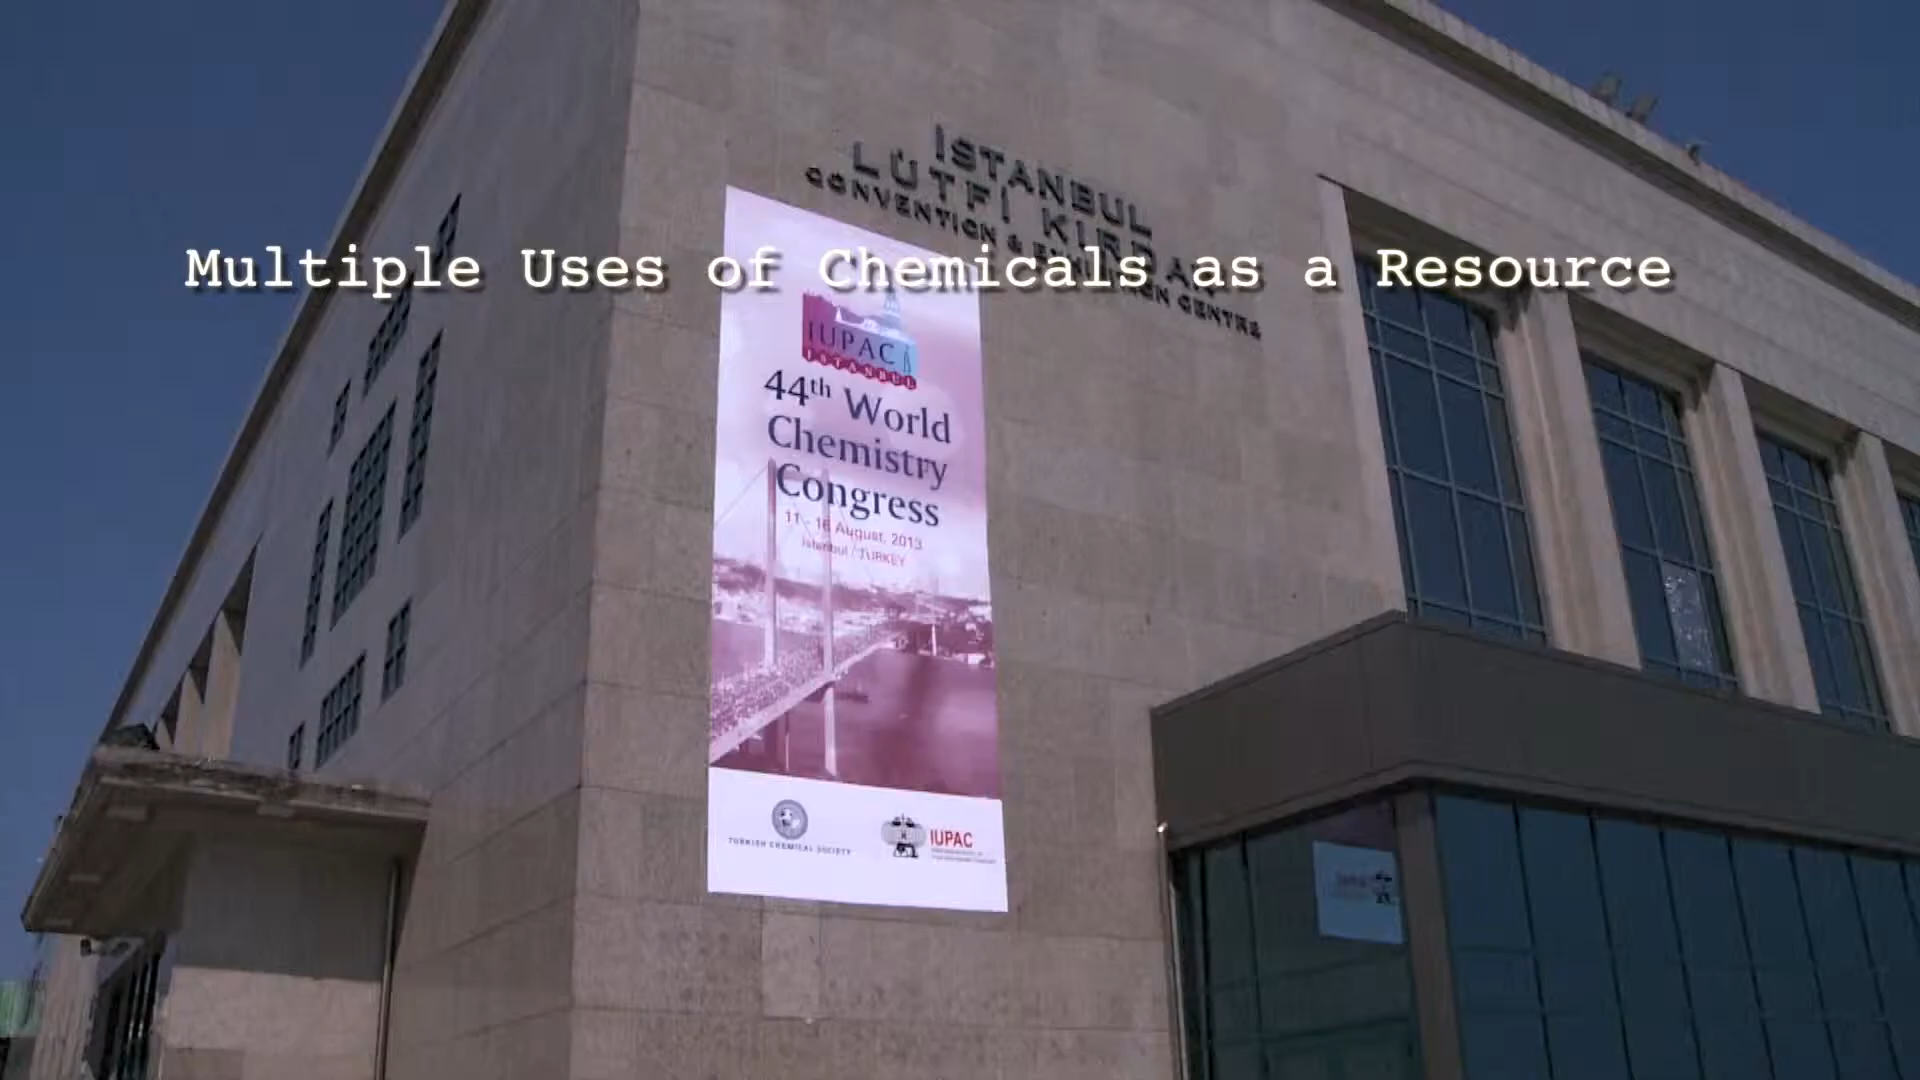 İSTANBUL
LÜTFİ KIRDAR
CONVENTION & EXHIBITION CENTRE
Multiple Uses of Chemicals as a Resource
IUPAC
ISTANBUL
44th World
Chemistry
Congress
11 - 16 August, 2013
Istanbul / TURKEY
TURKISH CHEMICAL SOCIETY
IUPAC